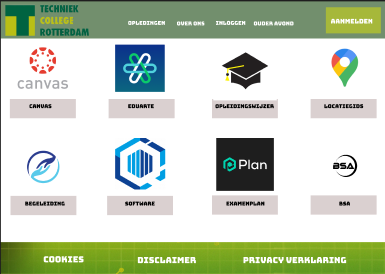 TECHNIEK
COLLEGE
ROTTERDAM
OPLEIDINGEN OVER ONS INLOGGEN OUDER AVOND AANMELDEN
canvas
CANVAS EDUARTE OPLEIDINGSWIJZER LOCATIEGIDS
Plan
BSA
BEGELEIDING SOFTWARE EXAMENPLAN BSA
COOKIES DISCLAIMER PRIVACY VERKLARING